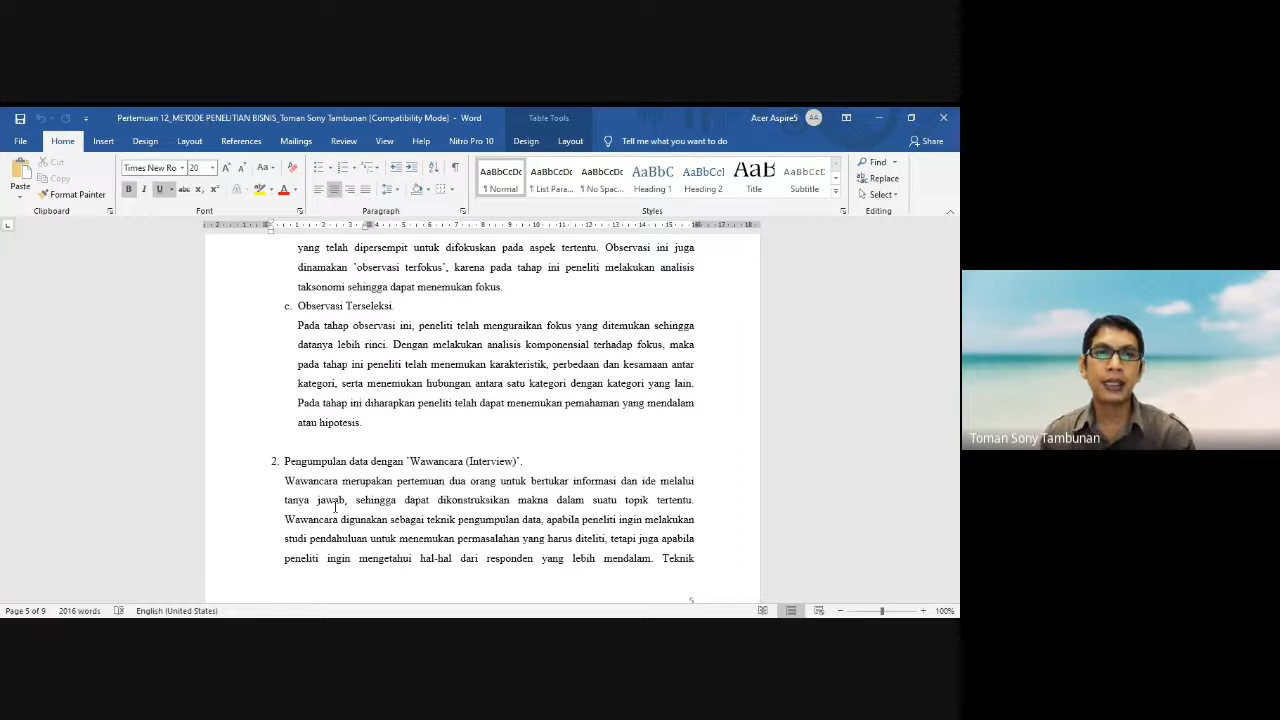 Pertemuan 12_METODE PENELITIAN BISNIS_Toman Sony Tambunan [Compatibility Mode] - Word
Table Tools
Acer Aspire5
AA
File Home Insert Design Layout References Mailings Review View Help Nitro Pro 10 Design Layout Tell me what you want to do Share
Paste
Cut
Copy
Format Painter
Clipboard
Times New Ro 20
Font
Paragraph
AaBbCcDc AaBbCcDc AaBbCcDc AaBbC AaBbCcI AaB AaBbCcD
¶ Normal ¶ List Para... ¶ No Spac... Heading 1 Heading 2 Title Subtitle
Styles
Find
Replace
Select
Editing
yang telah dipersempit untuk difokuskan pada aspek tertentu. Observasi ini juga
dinamakan "observasi terfokus", karena pada tahap ini peneliti melakukan analisis
taksonomi sehingga dapat menemukan fokus.
c. Observasi Terseleksi.
Pada tahap observasi ini, peneliti telah menguraikan fokus yang ditemukan sehingga
datanya lebih rinci. Dengan melakukan analisis komponensial terhadap fokus, maka
pada tahap ini peneliti telah menemukan karakteristik, perbedaan dan kesamaan antar
kategori, serta menemukan hubungan antara satu kategori dengan kategori yang lain.
Pada tahap ini diharapkan peneliti telah dapat menemukan pemahaman yang mendalam
atau hipotesis.
2. Pengumpulan data dengan "Wawancara (Interview)".
Wawancara merupakan pertemuan dua orang untuk bertukar informasi dan ide melalui
tanya jawab, sehingga dapat dikonstruksikan makna dalam suatu topik tertentu.
Wawancara digunakan sebagai teknik pengumpulan data, apabila peneliti ingin melakukan
studi pendahuluan untuk menemukan permasalahan yang harus diteliti, tetapi juga apabila
peneliti ingin mengetahui hal-hal dari responden yang lebih mendalam. Teknik
5
Page 5 of 9 2016 words English (United States) 100%
Toman Sony Tambunan